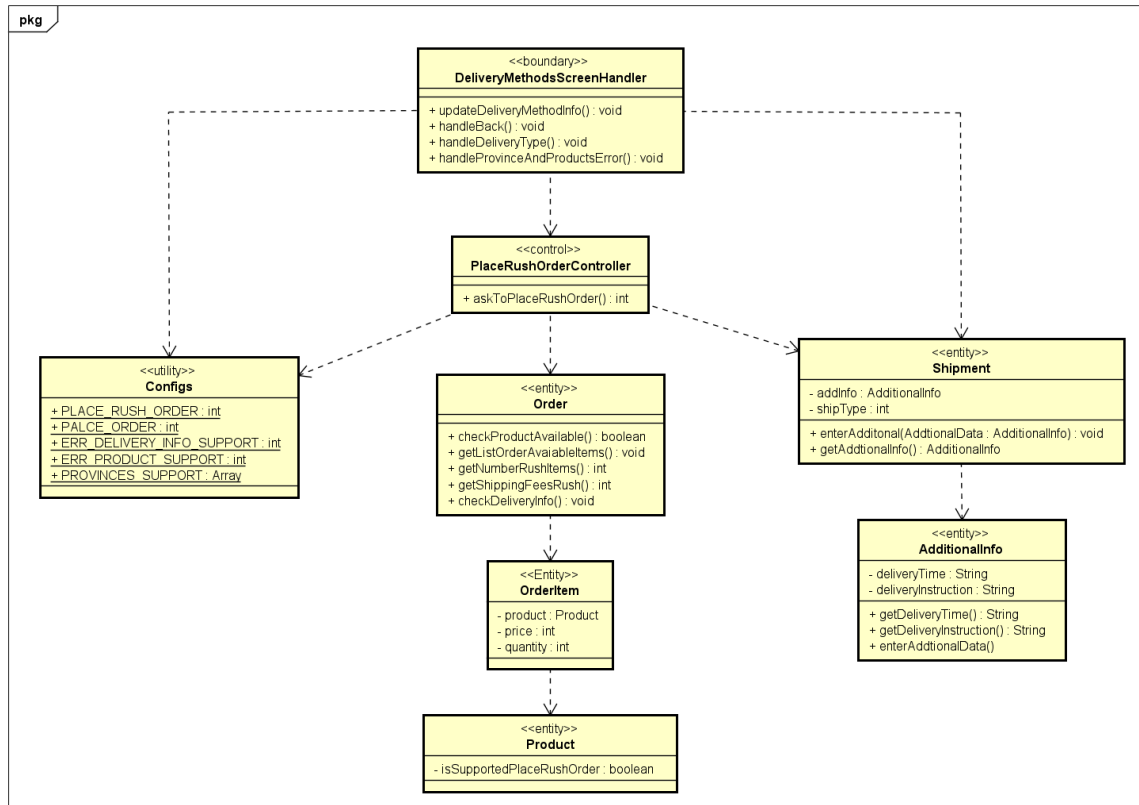 pkg
<<boundary>>
DeliveryMethodsScreenHandler
+ updateDeliveryMethodInfo() : void
+ handleBack() : void
+ handleDeliveryType() : void
+ handleProvinceAndProductsError() : void
<<control>>
PlaceRushOrderController
+ askToPlaceRushOrder() : int
<<utility>>
Configs
+ PLACE_RUSH_ORDER : int
+ PALCE_ORDER : int
+ ERR_DELIVERY_INFO_SUPPORT : int
+ ERR_PRODUCT_SUPPORT : int
+ PROVINCES_SUPPORT : Array
<<entity>>
Order
+ checkProductAvailable() : boolean
+ getListOrderAvaiableItems() : void
+ getNumberRushItems() : int
+ getShippingFeesRush() : int
+ checkDeliveryInfo() : void
<<entity>>
Shipment
- addInfo : AdditionalInfo
- shipType : int
+ enterAdditonal(AddtionalData : AdditionalInfo) : void
+ getAddtionalInfo() : AdditionalInfo
<<entity>>
AdditionalInfo
- deliveryTime : String
- deliveryInstruction : String
+ getDeliveryTime() : String
+ getDeliveryInstruction() : String
+ enterAddtionalData()
<<Entity>>
OrderItem
- product : Product
- price : int
- quantity : int
<<entity>>
Product
- isSupportedPlaceRushOrder : boolean